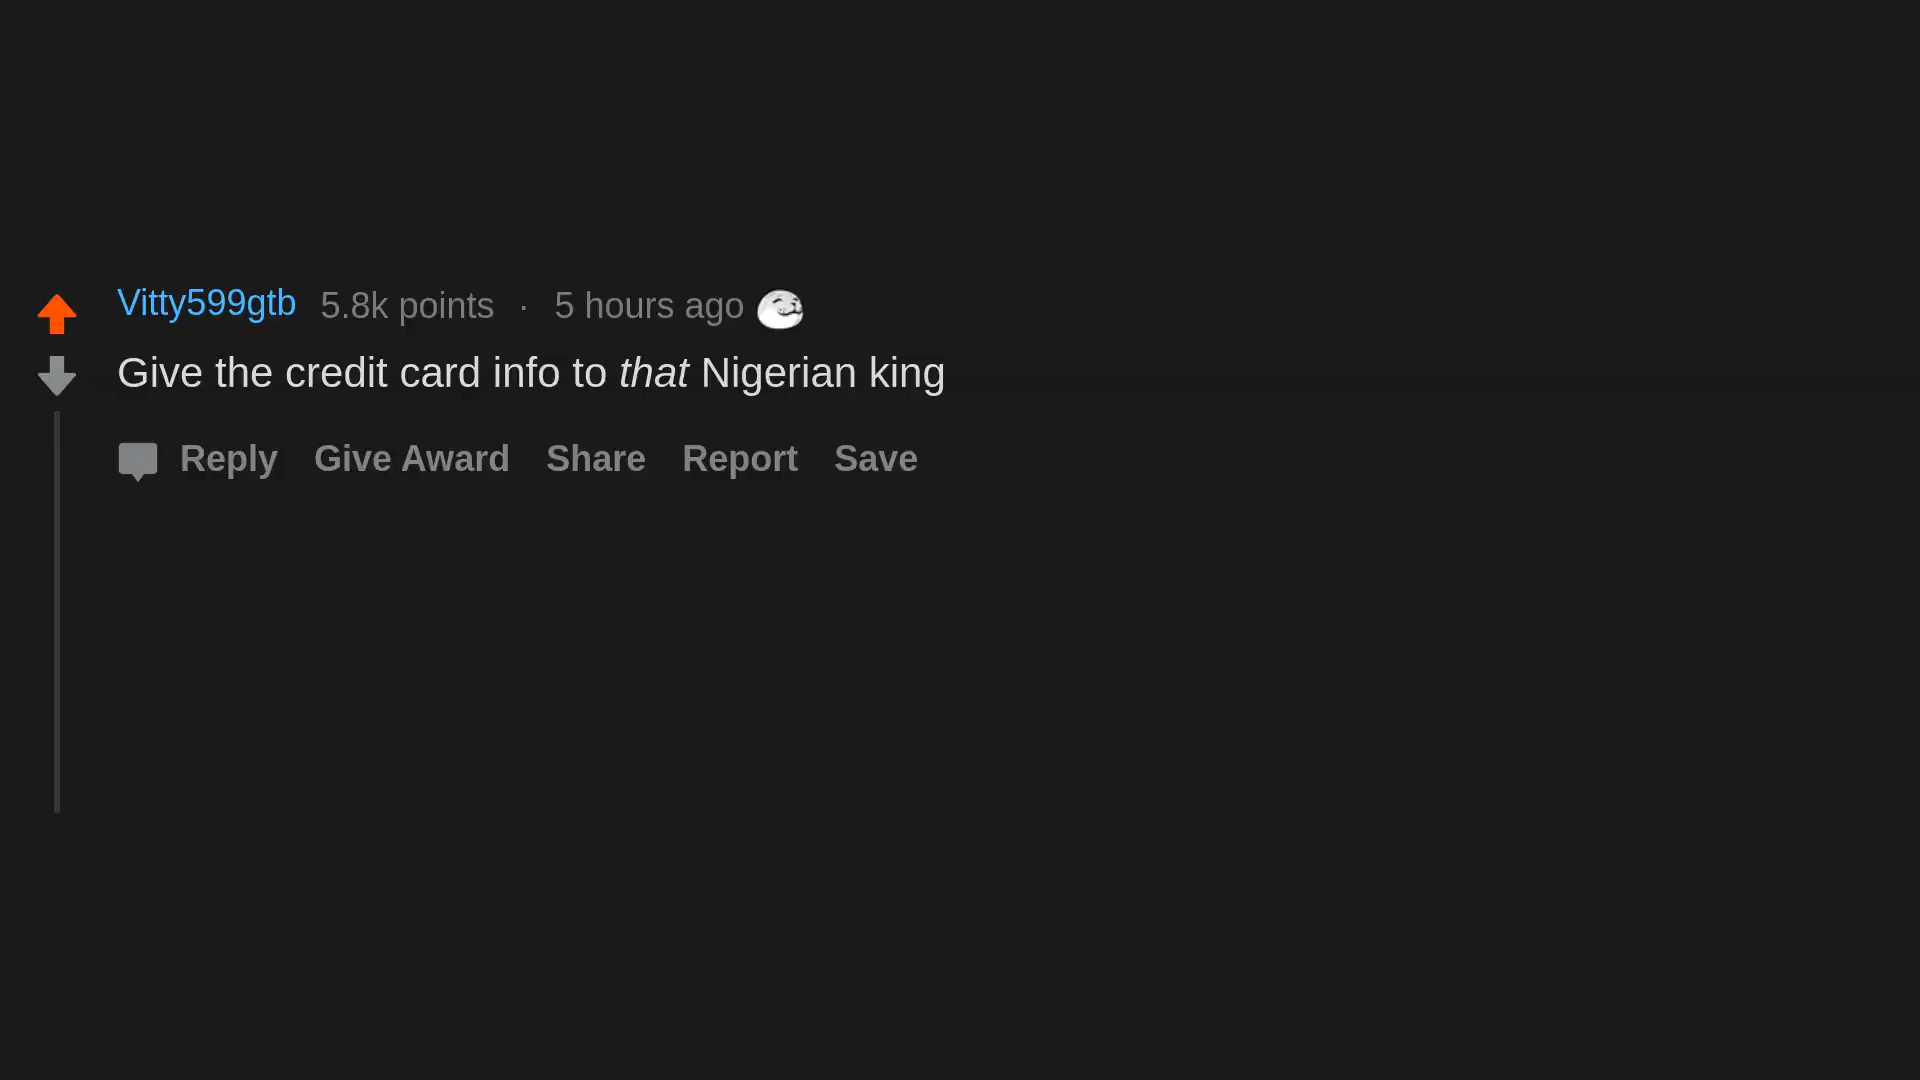 Vitty599gtb 5.8k points · 5 hours ago
Give the credit card info to that Nigerian king
Reply Give Award Share Report Save